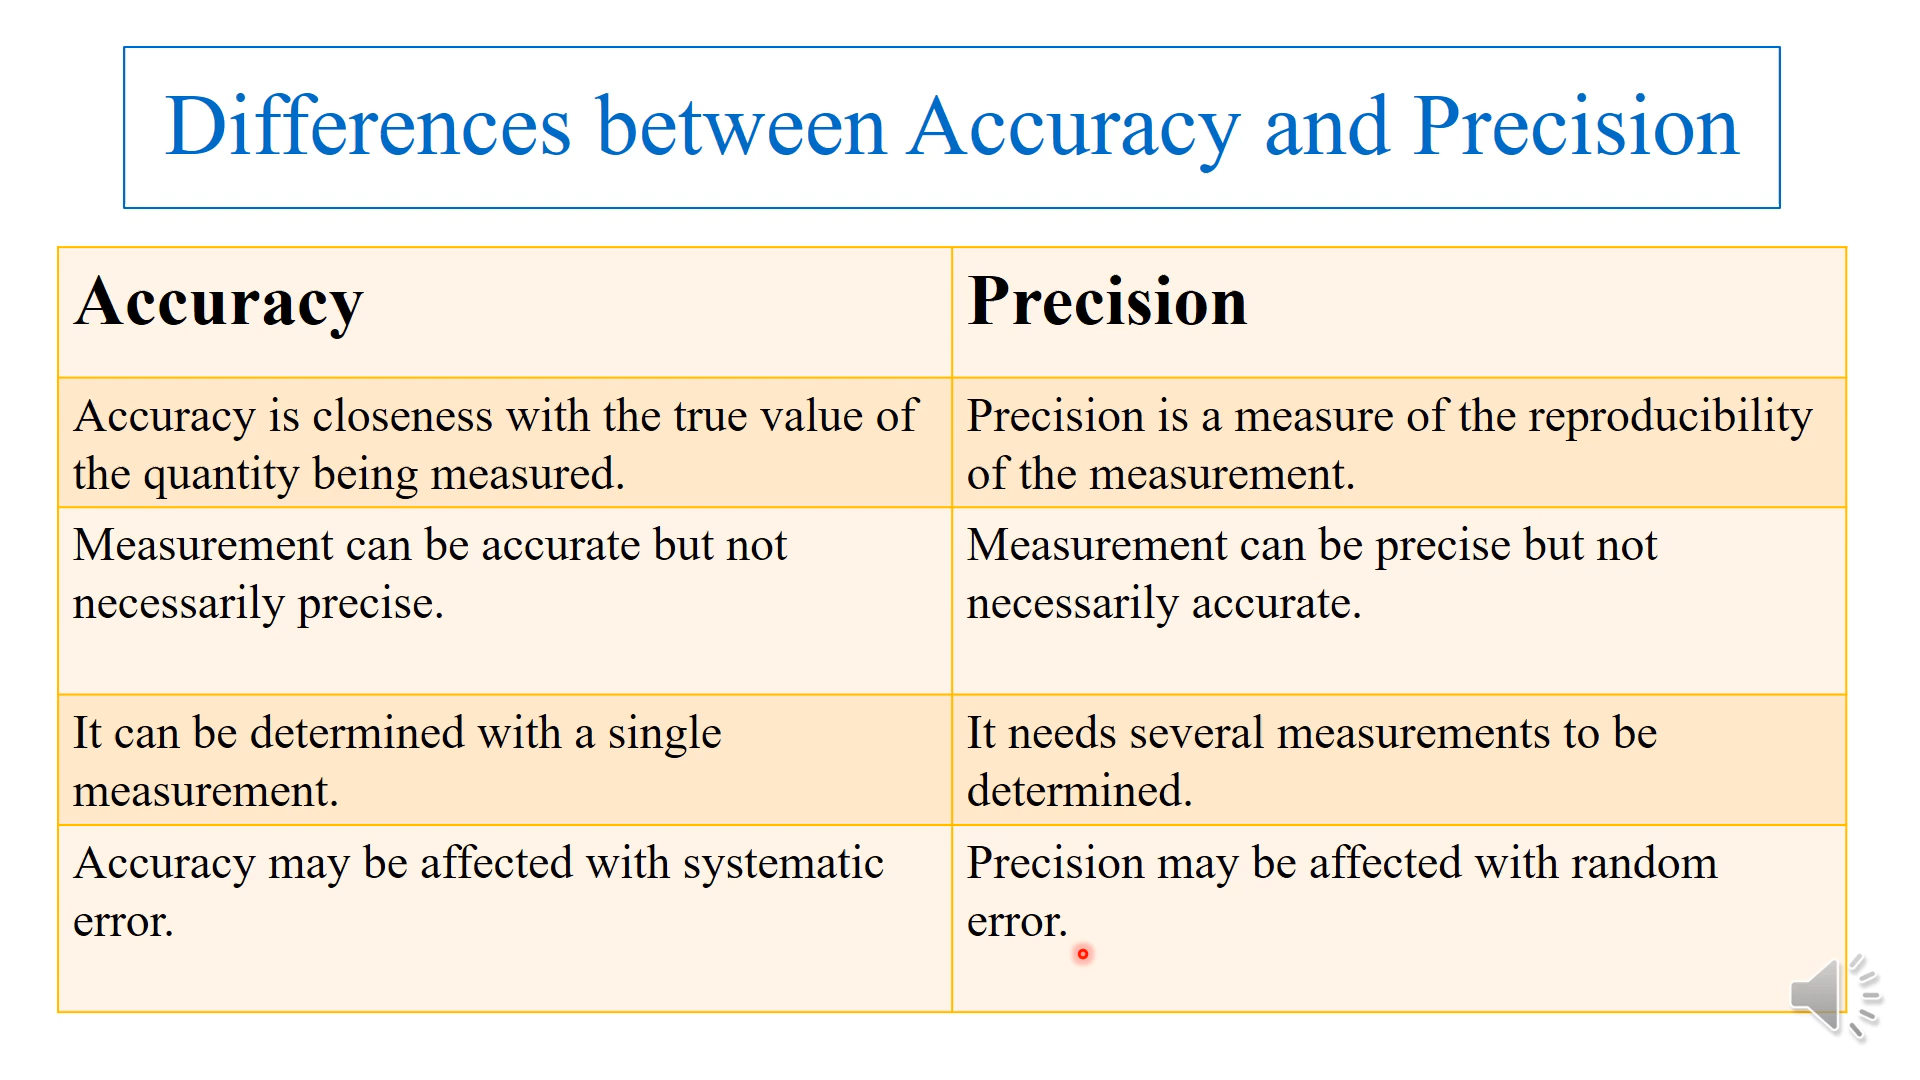 Differences between Accuracy and Precision
Accuracy
Precision
Accuracy is closeness with the true value of
the quantity being measured.
Precision is a measure of the reproducibility
of the measurement.
Measurement can be accurate but not
necessarily precise.
Measurement can be precise but not
necessarily accurate.
It can be determined with a single
measurement.
It needs several measurements to be
determined.
Accuracy may be affected with systematic
error.
Precision may be affected with random
error.